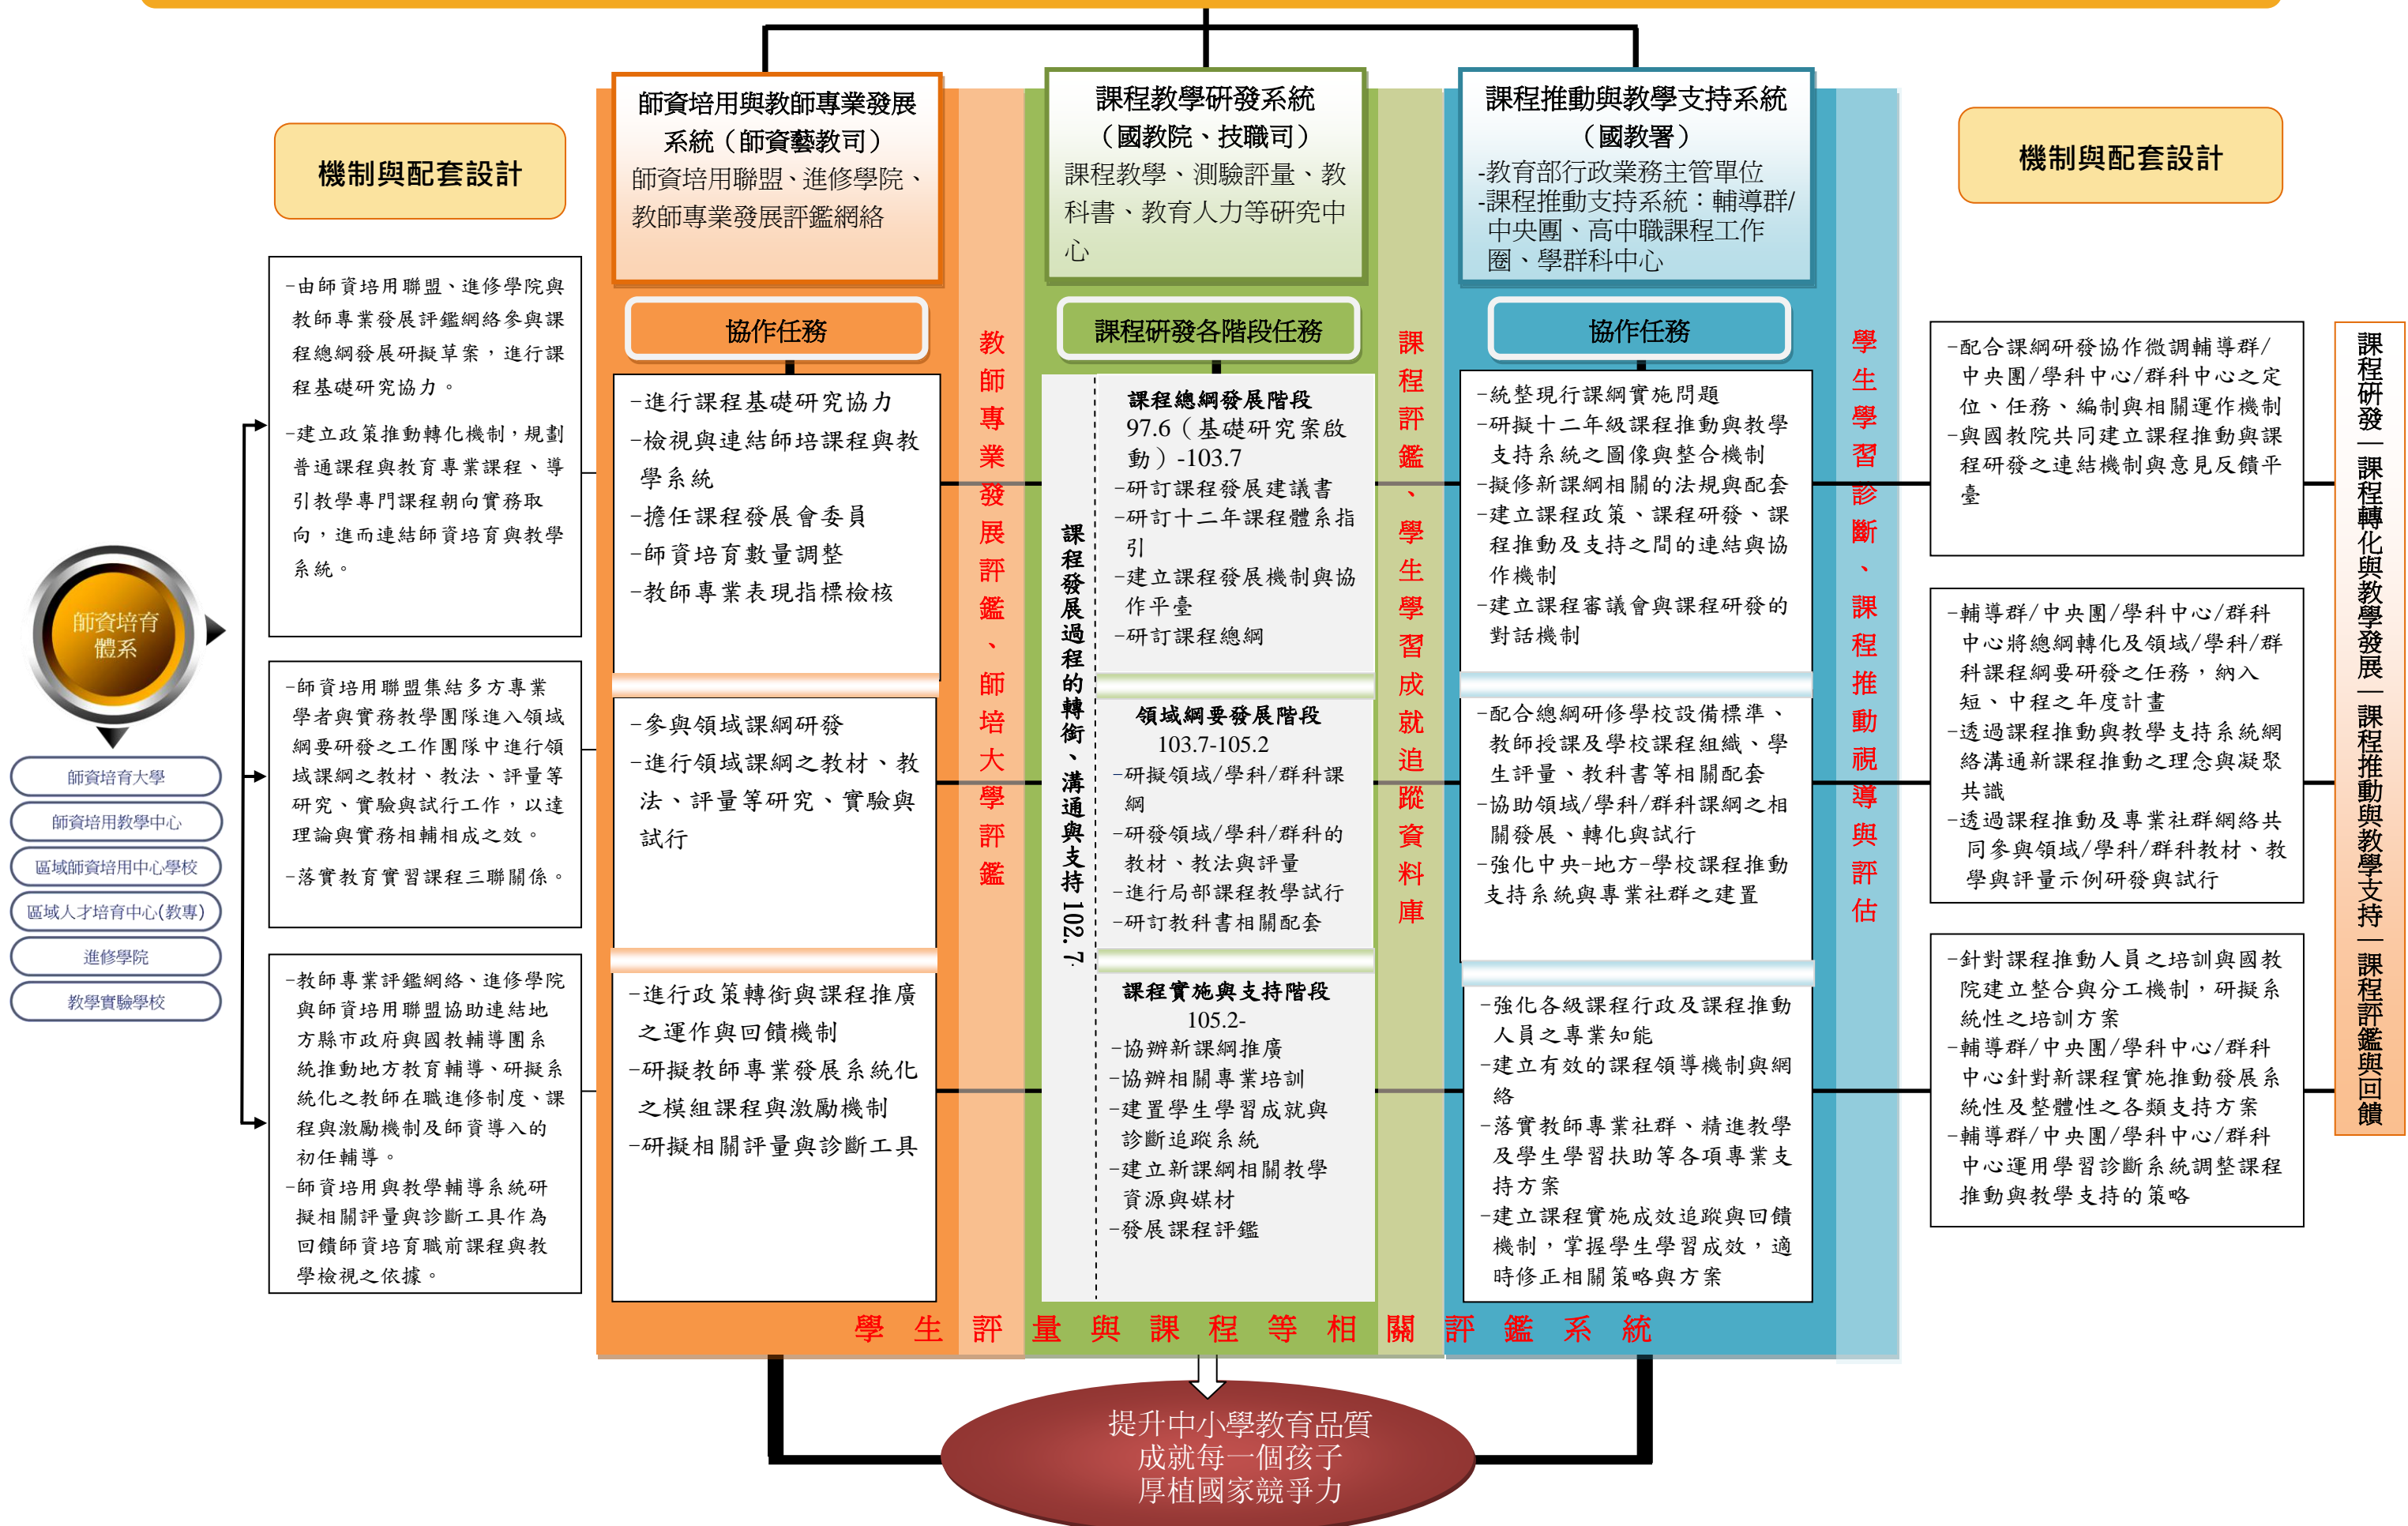 機制與配套設計
師資培用與教師專業發展
系統（師資藝教司）
師資培用聯盟、進修學院、
教師專業發展評鑑網絡
課程教學研發系統
（國教院、技職司）
課程教學、測驗評量、教
科書、教育人力等研究中
心
課程推動與教學支持系統
（國教署）
-教育部行政業務主管單位
-課程推動支持系統：輔導群/
中央團、高中職課程工作
圈、學群科中心
機制與配套設計
師資培育
體系
師資培育大學
師資培用教學中心
區域師資培用中心學校
區域人才培育中心(教專)
進修學院
教學實驗學校
-由師資培用聯盟、進修學院與
教師專業發展評鑑網絡參與課
程總綱發展研擬草案，進行課
程基礎研究協力。
-建立政策推動轉化機制，規劃
普通課程與教育專業課程、導
引教學專門課程朝向實務取
向，進而連結師資培育與教學
系統。
-師資培用聯盟集結多方專業
學者與實務教學團隊進入領域
綱要研發之工作團隊中進行領
域課綱之教材、教法、評量等
研究、實驗與試行工作，以達
理論與實務相輔相成之效。
-落實教育實習課程三聯關係。
-教師專業評鑑網絡、進修學院
與師資培用聯盟協助連結地
方縣市政府與國教輔導團系
統推動地方教育輔導、研擬系
統化之教師在職進修制度、課
程與激勵機制及師資導入的
初任輔導。
-師資培用與教學輔導系統研
擬相關評量與診斷工具作為
回饋師資培育職前課程與教
學檢視之依據。
協作任務
-進行課程基礎研究協力
-檢視與連結師培課程與教
學系統
-擔任課程發展會委員
-師資培育數量調整
-教師專業表現指標檢核
-參與領域課綱研發
-進行領域課綱之教材、教
法、評量等研究、實驗與
試行
-進行政策轉銜與課程推廣
之運作與回饋機制
-研擬教師專業發展系統化
之模組課程與激勵機制
-研擬相關評量與診斷工具
教師專業發展評鑑、師培大學評鑑
課程研發各階段任務
課程發展過程的轉銜、溝通與支持 102.7-
課程總綱發展階段
97.6（基礎研究案啟
動）-103.7
-研訂課程發展建議書
-研訂十二年課程體系指
引
-建立課程發展機制與協
作平臺
-研訂課程總綱
領域綱要發展階段
103.7-105.2
-研擬領域/學科/群科課
綱
-研發領域/學科/群科的
教材、教法與評量
-進行局部課程教學試行
-研訂教科書相關配套
課程實施與支持階段
105.2-
-協辦新課綱推廣
-協辦相關專業培訓
-建置學生學習成就與
診斷追蹤系統
-建立新課綱相關教學
資源與媒材
-發展課程評鑑
課程評鑑、學生學習成就追蹤資料庫
協作任務
-統整現行課綱實施問題
-研擬十二年級課程推動與教學
支持系統之圖像與整合機制
-擬修新課綱相關的法規與配套
-建立課程政策、課程研發、課
程推動及支持之間的連結與協
作機制
-建立課程審議會與課程研發的
對話機制
-配合總綱研修學校設備標準、
教師授課及學校課程組織、學
生評量、教科書等相關配套
-協助領域/學科/群科課綱之相
關發展、轉化與試行
-強化中央-地方-學校課程推動
支持系統與專業社群之建置
-強化各級課程行政及課程推動
人員之專業知能
-建立有效的課程領導機制與網
絡
-落實教師專業社群、精進教學
及學生學習扶助等各項專業支
持方案
-建立課程實施成效追蹤與回饋
機制，掌握學生學習成效，適
時修正相關策略與方案
學生學習診斷、課程推動視導與評估
-配合課綱研發協作微調輔導群/
中央團/學科中心/群科中心之定
位、任務、編制與相關運作機制
-與國教院共同建立課程推動與課
程研發之連結機制與意見反饋平
臺
-輔導群/中央團/學科中心/群科
中心將總綱轉化及領域/學科/群
科課程綱要研發之任務，納入
短、中程之年度計畫
-透過課程推動與教學支持系統網
絡溝通新課程推動之理念與凝聚
共識
-透過課程推動及專業社群網絡共
同參與領域/學科/群科教材、教
學與評量示例研發與試行
-針對課程推動人員之培訓與國教
院建立整合與分工機制，研擬系
統性之培訓方案
-輔導群/中央團/學科中心/群科
中心針對新課程實施推動發展系
統性及整體性之各類支持方案
-輔導群/中央團/學科中心/群科
中心運用學習診斷系統調整課程
推動與教學支持的策略
課程研發｜課程轉化與教學發展｜課程推動與教學支持｜課程評鑑與回饋
學生評量與課程等相關評鑑系統
提升中小學教育品質
成就每一個孩子
厚植國家競爭力